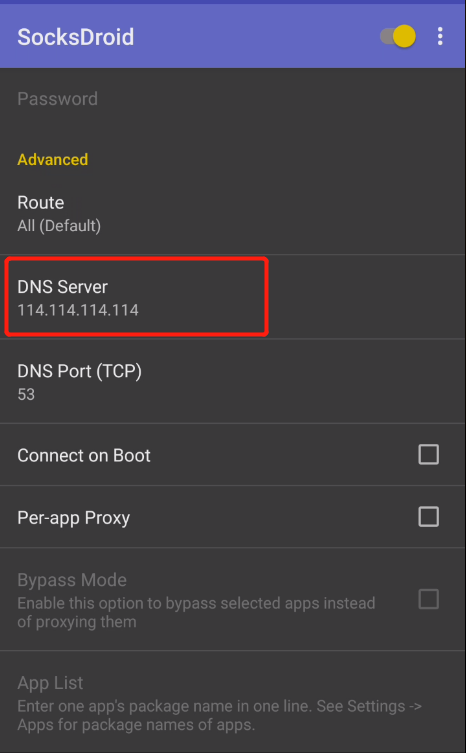 SocksDroid
Password
Advanced
Route
All (Default)
DNS Server
114.114.114.114
DNS Port (TCP)
53
Connect on Boot
Per-app Proxy
Bypass Mode
Enable this option to bypass selected apps instead
of proxying them
App List
Enter one app's package name in one line. See Settings ->
Apps for package names of apps.